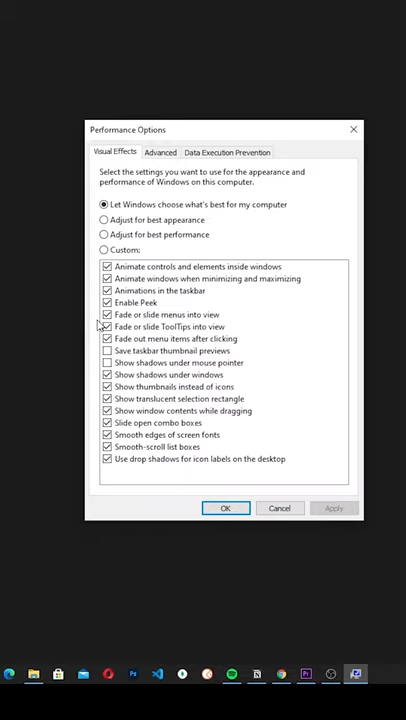 Performance Options
Visual Effects
Advanced
Data Execution Prevention
Select the settings you want to use for the appearance and
performance of Windows on this computer.
Let Windows choose what's best for my computer
Adjust for best appearance
Adjust for best performance
Custom:
Animate controls and elements inside windows
Animate windows when minimizing and maximizing
Animations in the taskbar
Enable Peek
Fade or slide menus into view
Fade or slide ToolTips into view
Fade out menu items after clicking
Save taskbar thumbnail previews
Show shadows under mouse pointer
Show shadows under windows
Show thumbnails instead of icons
Show translucent selection rectangle
Show window contents while dragging
Slide open combo boxes
Smooth edges of screen fonts
Smooth-scroll list boxes
Use drop shadows for icon labels on the desktop
OK
Cancel
Apply
Ps
Pr